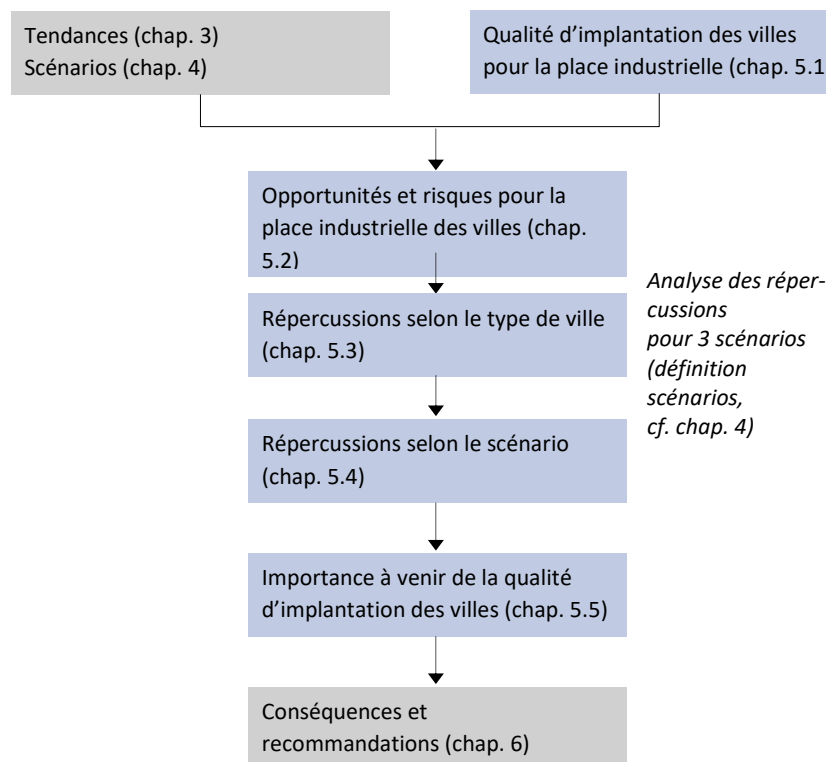 Tendances (chap. 3)
Scénarios (chap. 4)
Qualité d’implantation des villes
pour la place industrielle (chap. 5.1
Opportunités et risques pour la
place industrielle des villes (chap.
5.2)
Analyse des réper-
cussions
pour 3 scénarios
(définition
scénarios,
cf. chap. 4)
Répercussions selon le type de ville
(chap. 5.3)
Répercussions selon le scénario
(chap. 5.4)
Importance à venir de la qualité
d’implantation des villes (chap. 5.5)
Conséquences et
recommandations (chap. 6)